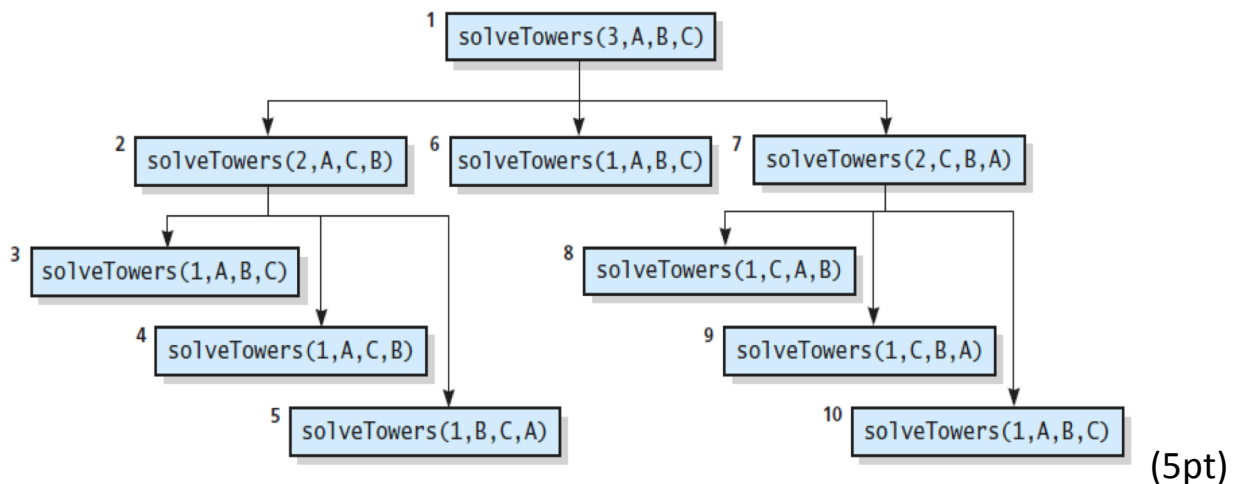 1 solveTowers(3,A,B,C)
2 solveTowers(2,A,C,B)
6 solveTowers(1,A,B,C)
7 solveTowers(2,C,B,A)
3 solveTowers(1,A,B,C)
8 solveTowers(1,C,A,B)
4 solveTowers(1,A,C,B)
9 solveTowers(1,C,B,A)
5 solveTowers(1,B,C,A)
10 solveTowers(1,A,B,C)
(5pt)